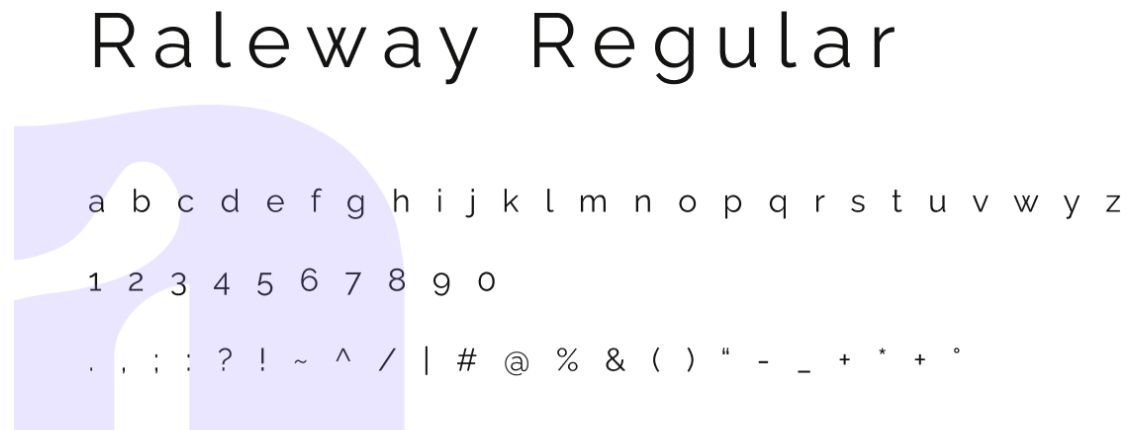 Raleway Regular
a b c d e f g h i j k l m n o p q r s t u v w y z
1 2 3 4 5 6 7 8 9 0
. , ; : ? ! ~ ^ / | # @ % & ( ) “ - _ + * + °